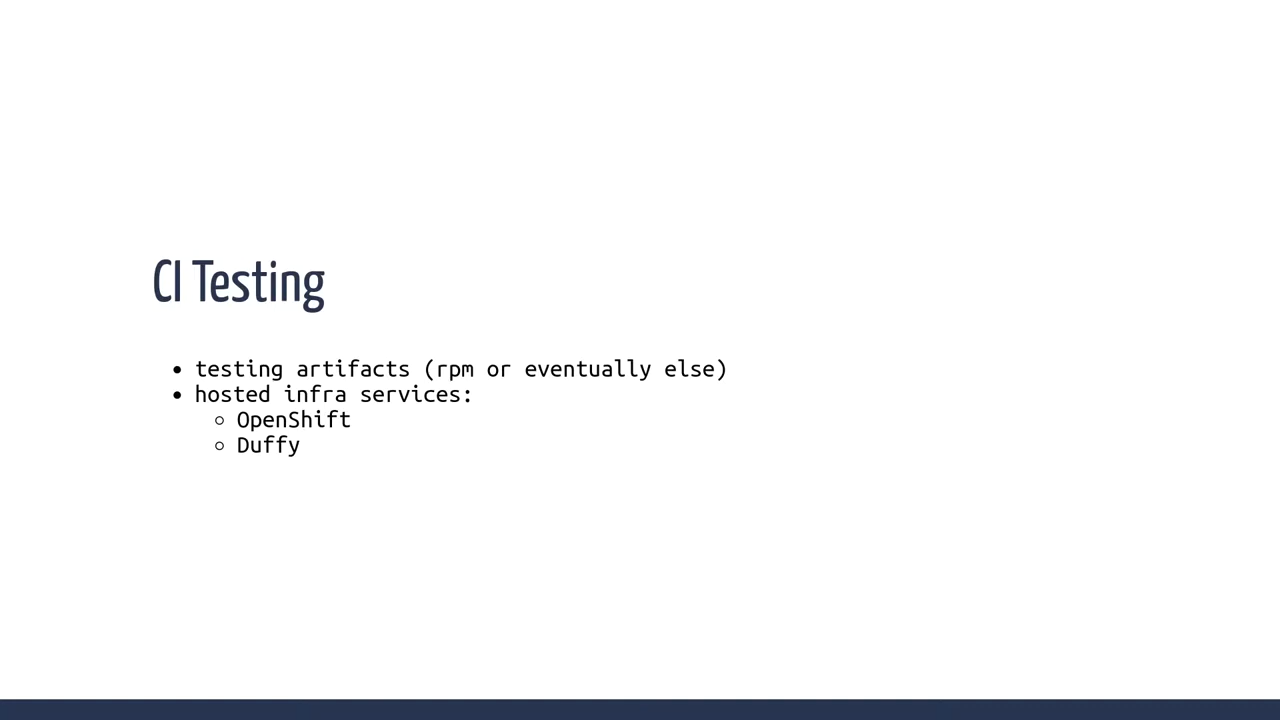 CI Testing
• testing artifacts (rpm or eventually else)
• hosted infra services:
◦ OpenShift
◦ Duffy